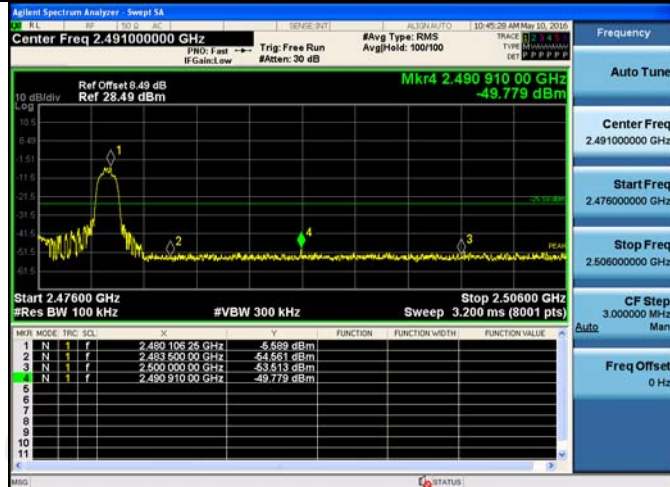 Agilent Spectrum Analyzer - Swept SA
RL RF 50 Ω AC SENSE:INT ALIGN AUTO 10:45:28 AM May 10, 2016
Center Freq 2.491000000 GHz
PNO: Fast
IFGain:Low
Trig: Free Run
#Atten: 30 dB
#Avg Type: RMS
Avg|Hold: 100/100
TRACE 1 2 3 4 5 6
TYPE
DET P P P P P P
Frequency
Auto Tune
Center Freq
2.491000000 GHz
Start Freq
2.476000000 GHz
Stop Freq
2.506000000 GHz
CF Step
3.000000 MHz
Auto Man
Freq Offset
0 Hz
Ref Offset 8.49 dB
10 dB/div Ref 28.49 dBm
Log
Mkr4 2.490 910 00 GHz
-49.779 dBm
1
2
3
4
PEAK
-1.51
-11.5
-21.5
-31.5
-41.5
-51.5
-61.5
Start 2.47600 GHz Stop 2.50600 GHz
#Res BW 100 kHz #VBW 300 kHz Sweep 3.200 ms (8001 pts)
MKR MODE TRC SCL X Y FUNCTION FUNCTION WIDTH FUNCTION VALUE
1 N 1 f 2.480 106 25 GHz -5.589 dBm
2 N 1 f 2.483 500 00 GHz -54.561 dBm
3 N 1 f 2.500 000 00 GHz -53.513 dBm
4 N 1 f 2.490 910 00 GHz -49.779 dBm
5
6
7
8
9
10
11
MSG STATUS